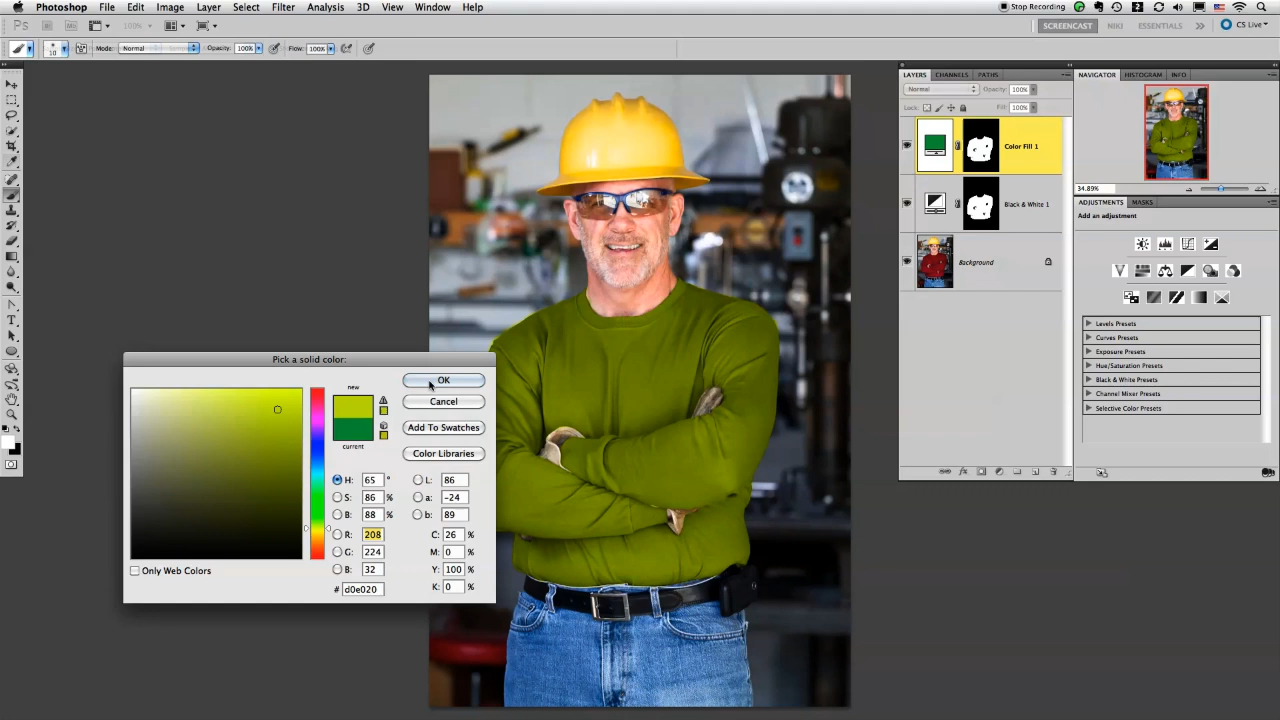 Photoshop File Edit Image Layer Select Filter Analysis 3D View Window Help Stop Recording
Ps 100% SCREENCAST NIKI ESSENTIALS CS Live
10 Mode: Normal Opacity: 100% Flow: 100%
LAYERS CHANNELS PATHS NAVIGATOR HISTOGRAM INFO
Normal Opacity: 100%
Lock: Fill: 100%
Color Fill 1
34.89%
Black & White 1
ADJUSTMENTS MASKS
Add an adjustment
Background
Levels Presets
Curves Presets
Exposure Presets
Hue/Saturation Presets
Black & White Presets
Channel Mixer Presets
Selective Color Presets
Pick a solid color:
new
current
OK
Cancel
Add To Swatches
Color Libraries
H: 65 ° L: 86
S: 86 % a: -24
B: 88 % b: 89
R: 208 C: 26 %
G: 224 M: 0 %
B: 32 Y: 100 %
# d0e020 K: 0 %
Only Web Colors